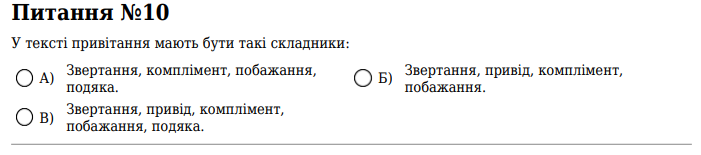 Питання №10
У тексті привітання мають бути такі складники:
А) Звертання, комплімент, побажання,
подяка.
Б) Звертання, привід, комплімент,
побажання.
В) Звертання, привід, комплімент,
побажання, подяка.